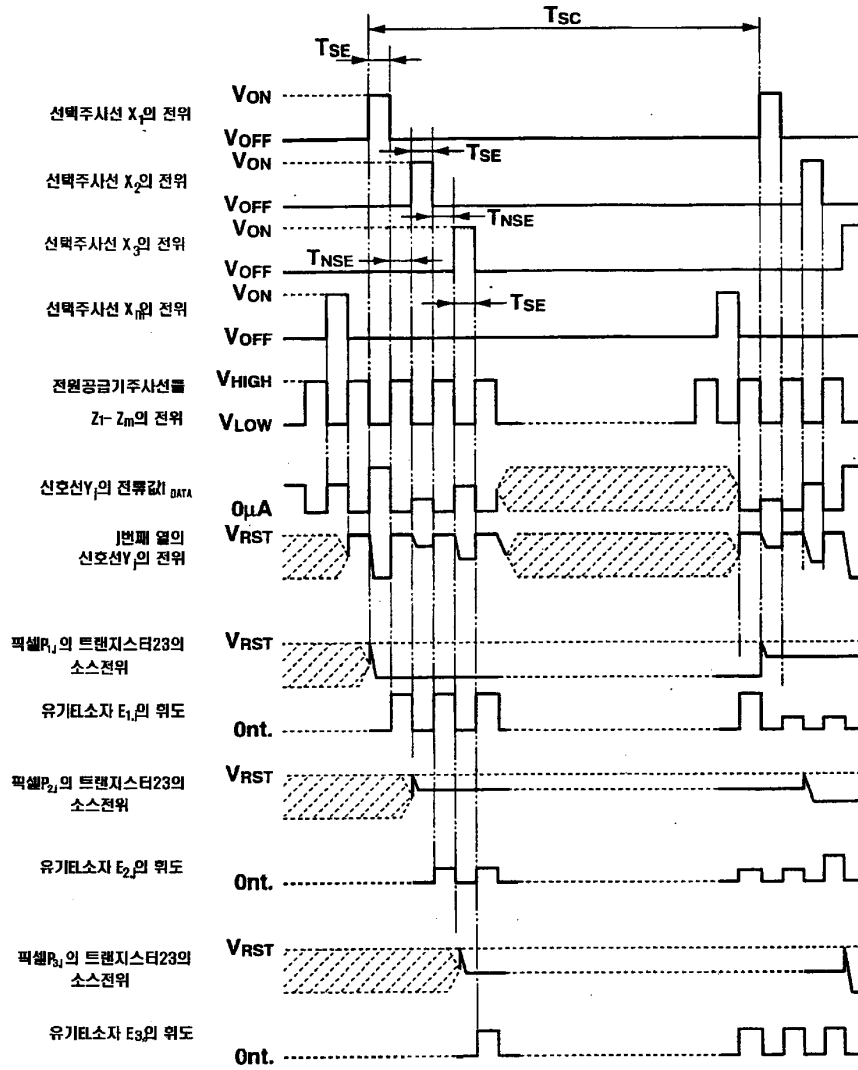 TSC
TSE
선택주사선 X1의 전위
VON
VOFF
TSE
선택주사선 X2의 전위
VON
VOFF
TNSE
선택주사선 X3의 전위
VON
TNSE
VOFF
선택주사선 Xn의 전위
VON
TSE
VOFF
전원공급기주사선들
Z1- Zm의 전위
VHIGH
VLOW
신호선Yj의 전류값IDATA
0μA
j번째 열의
신호선Yj의 전위
VRST
픽셀P1,j의 트랜지스터23의
소스전위
VRST
유기EL소자 E1,j의 휘도
0nt.
픽셀P2,j의 트랜지스터23의
소스전위
VRST
유기EL소자 E2,j의 휘도
0nt.
픽셀P3,j의 트랜지스터23의
소스전위
VRST
유기EL소자 E3,j의 휘도
0nt.